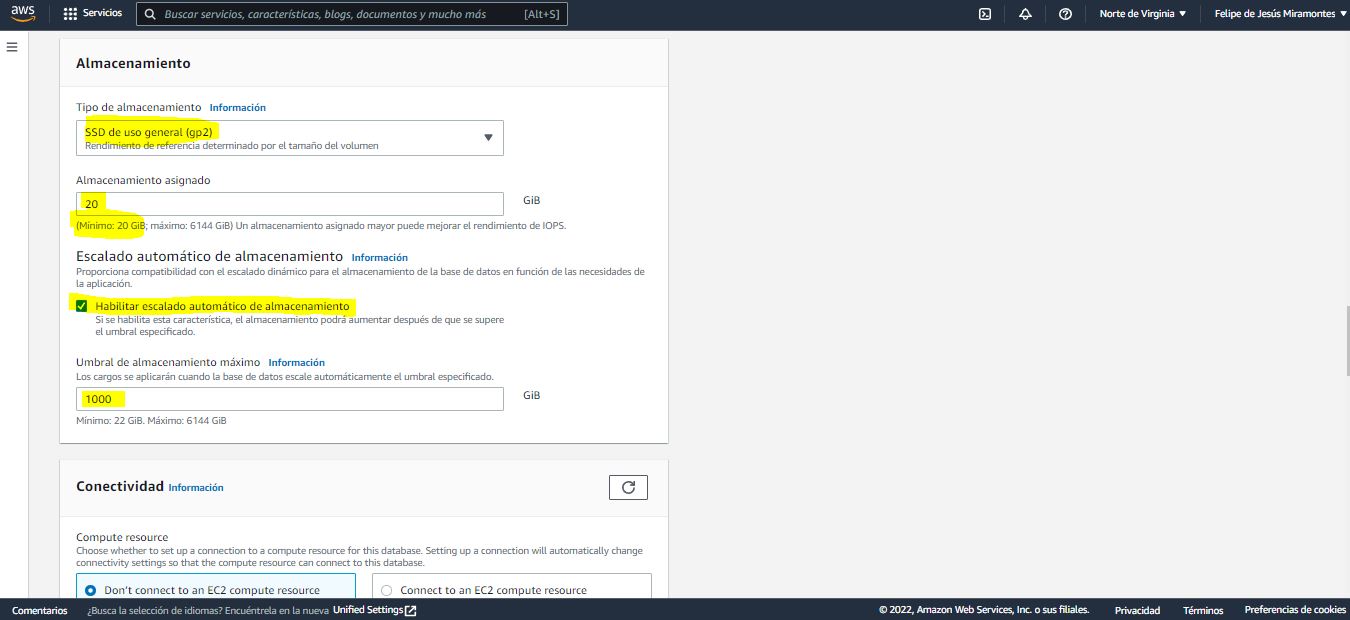 aws
Servicios
Buscar servicios, características, blogs, documentos y mucho más [Alt+S]
Norte de Virginia
Felipe de Jesús Miramontes
Almacenamiento
Tipo de almacenamiento Información
SSD de uso general (gp2)
Rendimiento de referencia determinado por el tamaño del volumen
Almacenamiento asignado
20 GiB
(Mínimo: 20 GiB; máximo: 6144 GiB) Un almacenamiento asignado mayor puede mejorar el rendimiento de IOPS.
Escalado automático de almacenamiento Información
Proporciona compatibilidad con el escalado dinámico para el almacenamiento de la base de datos en función de las necesidades de
la aplicación.
Habilitar escalado automático de almacenamiento
Si se habilita esta característica, el almacenamiento podrá aumentar después de que se supere
el umbral especificado.
Umbral de almacenamiento máximo Información
Los cargos se aplicarán cuando la base de datos escale automáticamente el umbral especificado.
1000 GiB
Mínimo: 22 GiB. Máximo: 6144 GiB
Conectividad Información
Compute resource
Choose whether to set up a connection to a compute resource for this database. Setting up a connection will automatically change
connectivity settings so that the compute resource can connect to this database.
Don't connect to an EC2 compute resource
Connect to an EC2 compute resource
Comentarios
¿Busca la selección de idiomas? Encuéntrela en la nueva Unified Settings
© 2022, Amazon Web Services, Inc. o sus filiales.
Privacidad
Términos
Preferencias de cookies